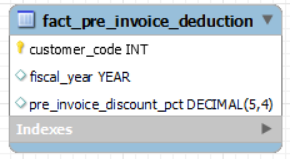 fact_pre_invoice_deduction
customer_code INT
fiscal_year YEAR
pre_invoice_discount_pct DECIMAL(5,4)
Indexes